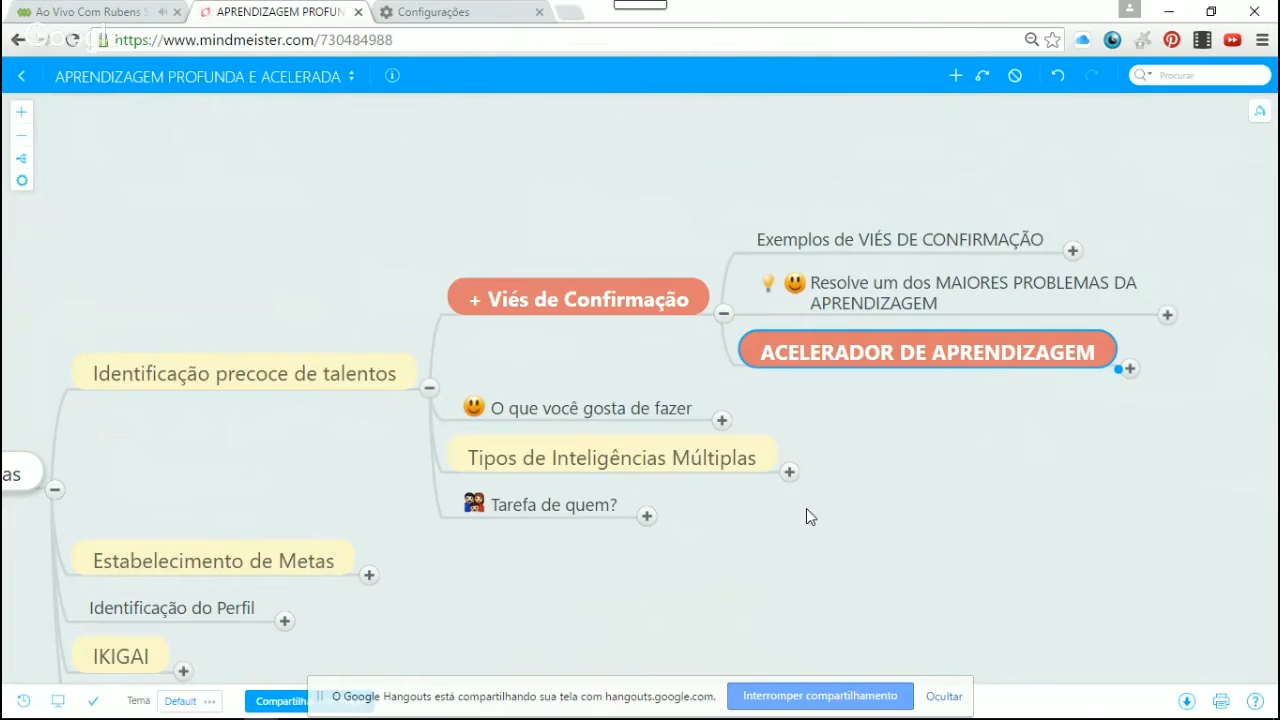 Ao Vivo Com Rubens S
APRENDIZAGEM PROFUN
Configurações
https://www.mindmeister.com/730484988
APRENDIZAGEM PROFUNDA E ACELERADA
Procurar
Exemplos de VIÉS DE CONFIRMAÇÃO
Resolve um dos MAIORES PROBLEMAS DA
APRENDIZAGEM
+ Viés de Confirmação
ACELERADOR DE APRENDIZAGEM
Identificação precoce de talentos
O que você gosta de fazer
Tipos de Inteligências Múltiplas
as
Tarefa de quem?
Estabelecimento de Metas
Identificação do Perfil
IKIGAI
Tema
Default
Compartilh
O Google Hangouts está compartilhando sua tela com hangouts.google.com.
Interromper compartilhamento
Ocultar